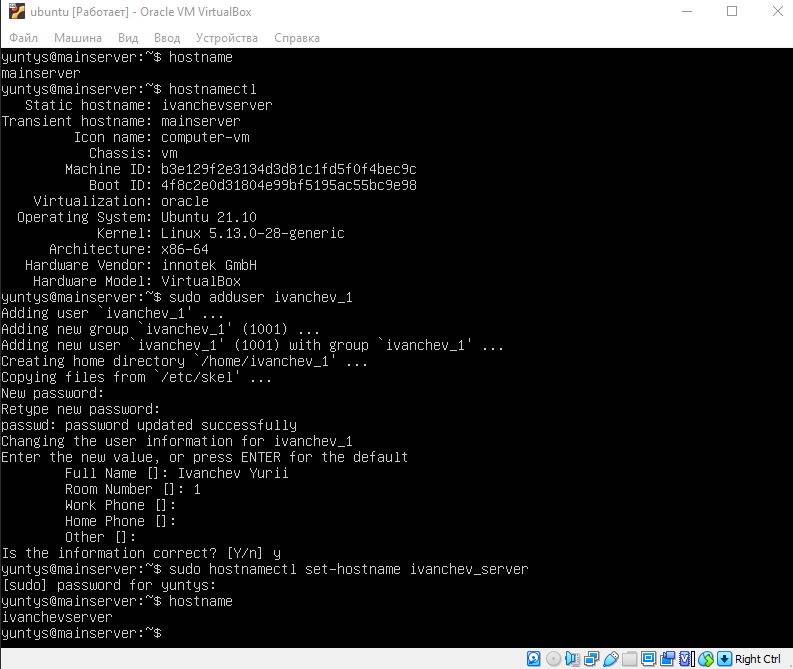 ubuntu [Работает] - Oracle VM VirtualBox
Файл Машина Вид Ввод Устройства Справка
yuntys@mainserver:~$ hostname
mainserver
yuntys@mainserver:~$ hostnamectl
Static hostname: ivanchevserver
Transient hostname: mainserver
Icon name: computer-vm
Chassis: vm
Machine ID: b3e129f2e3134d3d81c1fd5f0f4bec9c
Boot ID: 4f8c2e0d31804e99bf5195ac55bc9e98
Virtualization: oracle
Operating System: Ubuntu 21.10
Kernel: Linux 5.13.0-28-generic
Architecture: x86-64
Hardware Vendor: innotek GmbH
Hardware Model: VirtualBox
yuntys@mainserver:~$ sudo adduser ivanchev_1
Adding user `ivanchev_1' ...
Adding new group `ivanchev_1' (1001) ...
Adding new user `ivanchev_1' (1001) with group `ivanchev_1' ...
Creating home directory `/home/ivanchev_1' ...
Copying files from `/etc/skel' ...
New password:
Retype new password:
passwd: password updated successfully
Changing the user information for ivanchev_1
Enter the new value, or press ENTER for the default
Full Name []: Ivanchev Yurii
Room Number []: 1
Work Phone []:
Home Phone []:
Other []:
Is the information correct? [Y/n] y
yuntys@mainserver:~$ sudo hostnamectl set-hostname ivanchev_server
[sudo] password for yuntys:
yuntys@mainserver:~$ hostname
ivanchevserver
yuntys@mainserver:~$
Right Ctrl